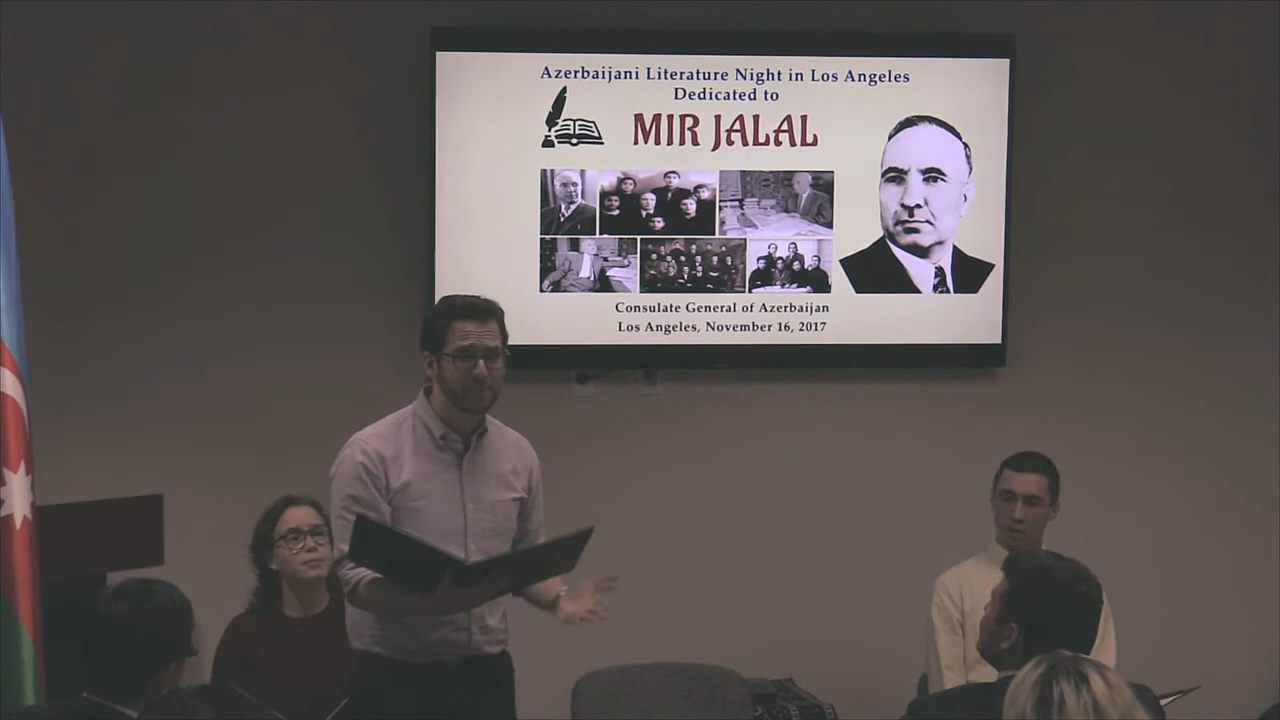 Azerbaijani Literature Night in Los Angeles
Dedicated to
MIR JALAL
Consulate General of Azerbaijan
Los Angeles, November 16, 2017